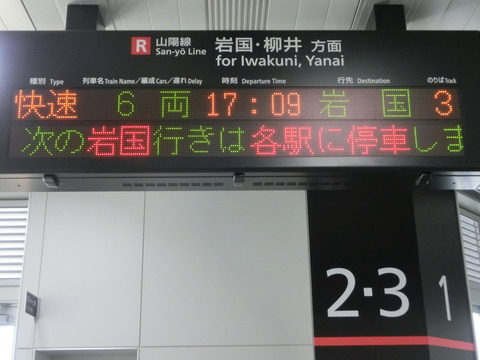 R 山陽線 San-yō Line 岩国・柳井 方面
for Iwakuni, Yanai
種別 Type 列車名 Train Name／編成 Cars／遅れ Delay 時刻 Departure Time 行先 Destination のりば Track
快速 6両 17:09 岩国 3
次の岩国行きは各駅に停車しま
2・3 1